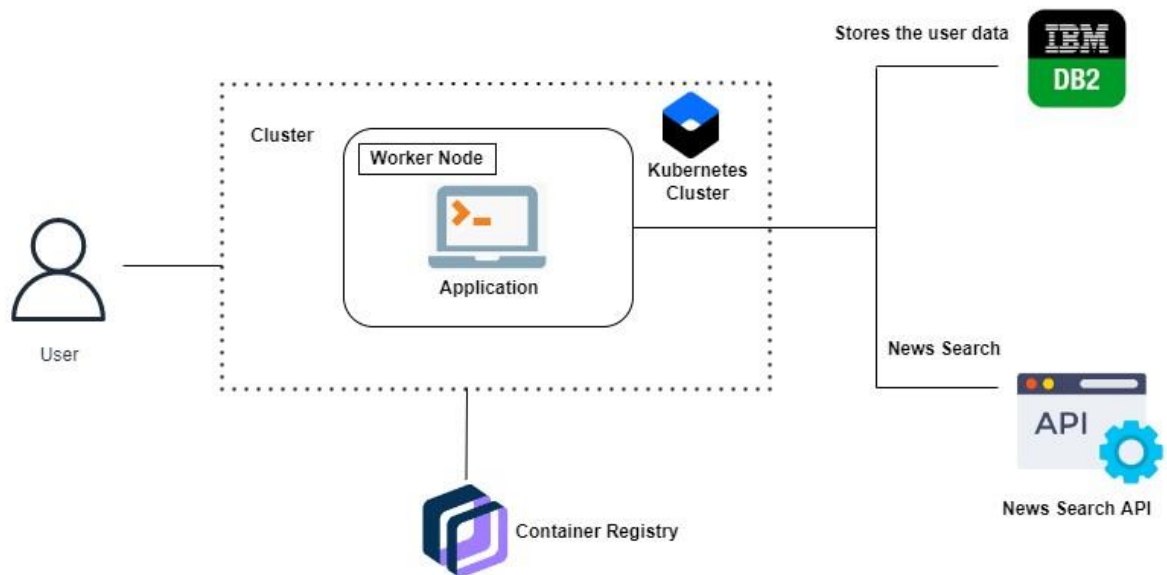 Stores the user data
IBM
DB2
Cluster
Worker Node
Kubernetes
Cluster
Application
User
News Search
API
News Search API
Container Registry